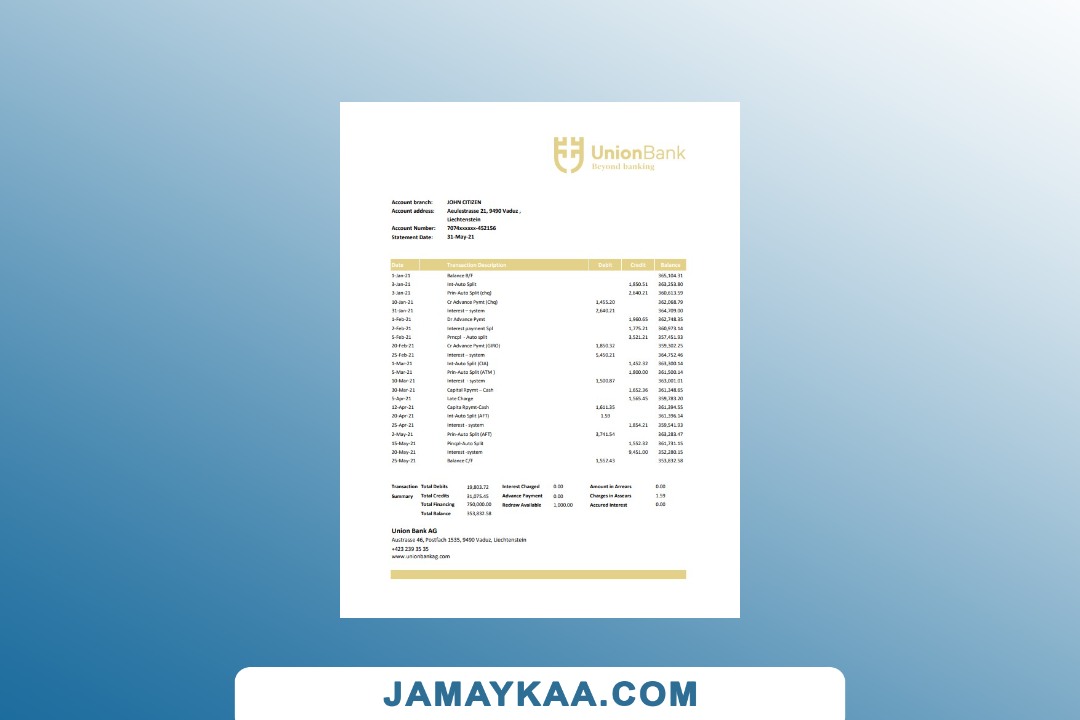 UnionBank
Beyond banking
Account branch: JOHN CITIZEN
Account address: Aeulestrasse 21, 9490 Vaduz ,
Liechtenstein
Account Number: 7074xxxxxx-452156
Statement Date: 31-May-21
Date Transaction Description Debit Credit Balance
1-Jan-21 Balance B/F 365,104.31
3-Jan-21 Int-Auto Split 1,850.51 363,253.80
3-Jan-21 Prin-Auto Split (chq) 2,640.21 360,613.59
10-Jan-21 Cr Advance Pymt (Chq) 1,455.20 362,068.79
31-Jan-21 Interest – system 2,640.21 364,709.00
1-Feb-21 Dr Advance Pymt 1,960.65 362,748.35
2-Feb-21 Interest payment Spl 1,775.21 360,973.14
5-Feb-21 Prncpl - Auto split 3,521.21 357,451.93
20-Feb-21 Cr Advance Pymt (GIRO) 1,850.32 359,302.25
25-Feb-21 Interest - system 5,450.21 364,752.46
1-Mar-21 Int-Auto Split (CIA) 1,452.32 363,300.14
5-Mar-21 Prin-Auto Split (ATM ) 1,800.00 361,500.14
10-Mar-21 Interest - system 1,500.87 363,001.01
30-Mar-21 Capital Xpymt – Cash 1,652.36 361,348.65
5-Apr-21 Late Charge 1,565.45 359,783.20
12-Apr-21 Capita Rpymt-Cash 1,611.35 361,394.55
20-Apr-21 Int-Auto Split (AFT) 1.59 361,396.14
25-Apr-21 Interest - system 1,854.21 359,541.93
2-May-21 Prin-Auto Split (AFT) 3,741.54 363,283.47
15-May-21 Pincpl-Auto Split 1,552.32 361,731.15
20-May-21 Interest -system 9,451.00 352,280.15
25-May-21 Balance C/F 1,552.43 353,832.58
Transaction Total Debits 19,803.72 Interest Charged 0.00 Amount in Arrears 0.00
Summary Total Credits 31,075.45 Advance Payment 0.00 Charges in Assears 1.59
Total Financing 750,000.00 Redraw Available 1,000.00 Accured Interest 0.00
Total Balance 353,832.58
Union Bank AG
Austrasse 46, Postfach 1535, 9490 Vaduz, Liechtenstein
+423 239 35 35
www.unionbankag.com
JAMAYKAA.COM